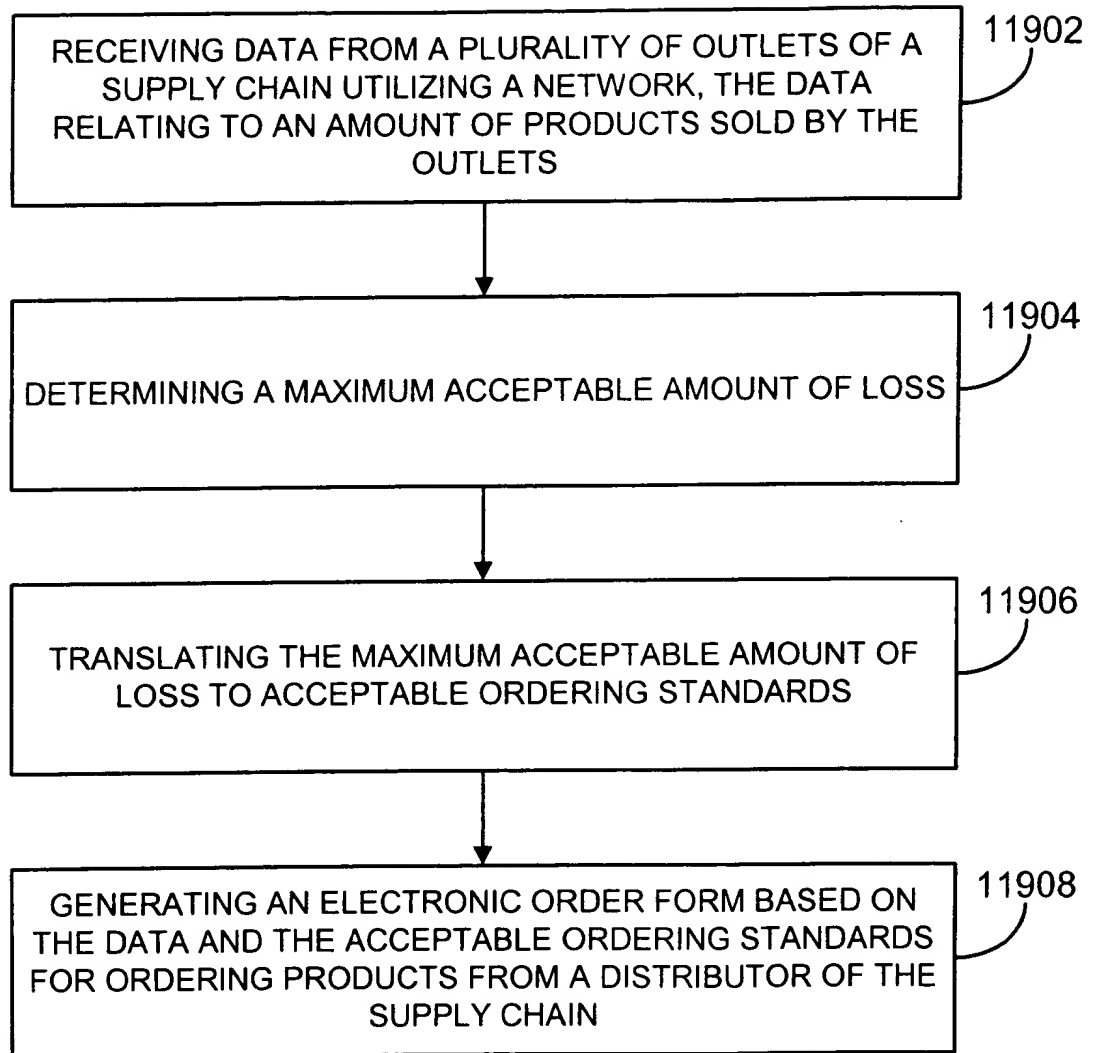 RECEIVING DATA FROM A PLURALITY OF OUTLETS OF A
SUPPLY CHAIN UTILIZING A NETWORK, THE DATA
RELATING TO AN AMOUNT OF PRODUCTS SOLD BY THE
OUTLETS
11902
DETERMINING A MAXIMUM ACCEPTABLE AMOUNT OF LOSS
11904
TRANSLATING THE MAXIMUM ACCEPTABLE AMOUNT OF
LOSS TO ACCEPTABLE ORDERING STANDARDS
11906
GENERATING AN ELECTRONIC ORDER FORM BASED ON
THE DATA AND THE ACCEPTABLE ORDERING STANDARDS
FOR ORDERING PRODUCTS FROM A DISTRIBUTOR OF THE
SUPPLY CHAIN
11908